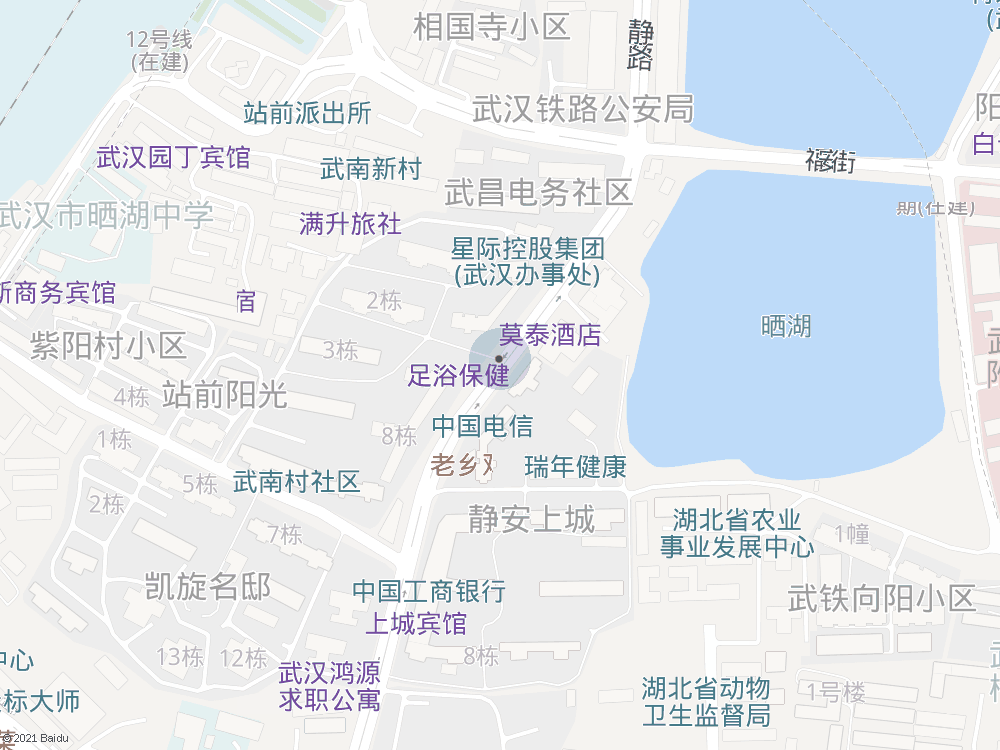 相国寺小区
静
路
12号线
(在建)
站前派出所
武汉铁路公安局
武汉园丁宾馆
武南新村
街
武昌电务社区
武汉市晒湖中学
满升旅社
星际控股集团
(武汉办事处)
商务宾馆
宿
2栋
莫泰酒店
晒湖
紫阳村小区
3栋
足浴保健
站前阳光
4栋
中国电信
8栋
1栋
老乡
瑞年健康
5栋
武南村社区
2栋
静安上城
湖北省农业
事业发展中心
1幢
7栋
凯旋名邸
中国工商银行
上城宾馆
武铁向阳小区
13栋
12栋
8栋
中心
武汉鸿源
求职公寓
标大师
湖北省动物
卫生监督局
1号楼
© 2021 Baidu